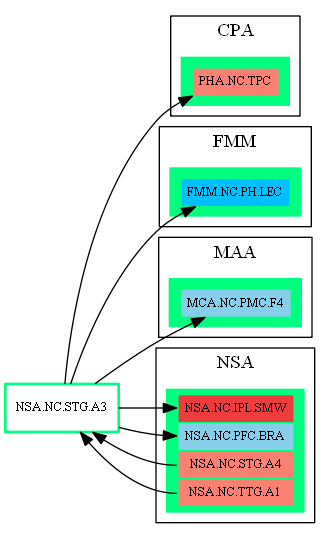 CPA
PHA.NC.TPC
FMM
FMM.NC.PH.LEC
MAA
MCA.NC.PMC.F4
NSA
NSA.NC.STG.A3
NSA.NC.IPL.SMW
NSA.NC.PFC.BRA
NSA.NC.STG.A4
NSA.NC.TTG.A1